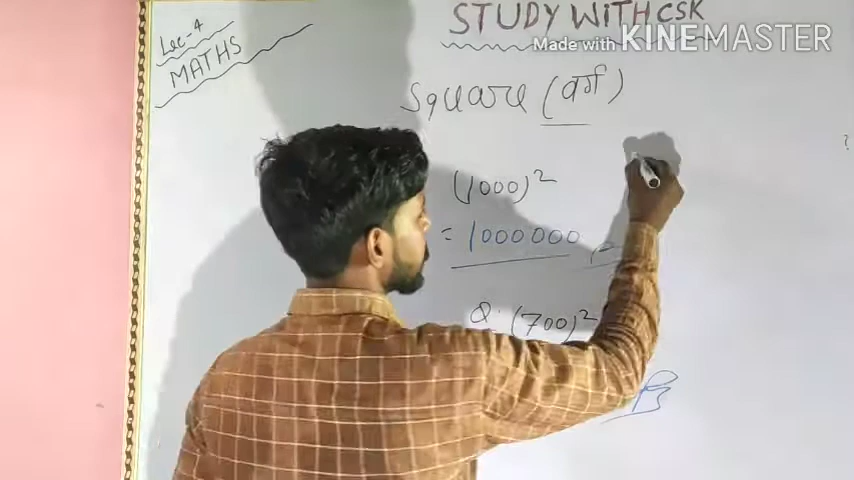 Lec-4
MATHS
STUDY WiTH CSK
Made with KINEMASTER
Square (वर्ग)
(1000)²
= 1000000
Q. (700)²